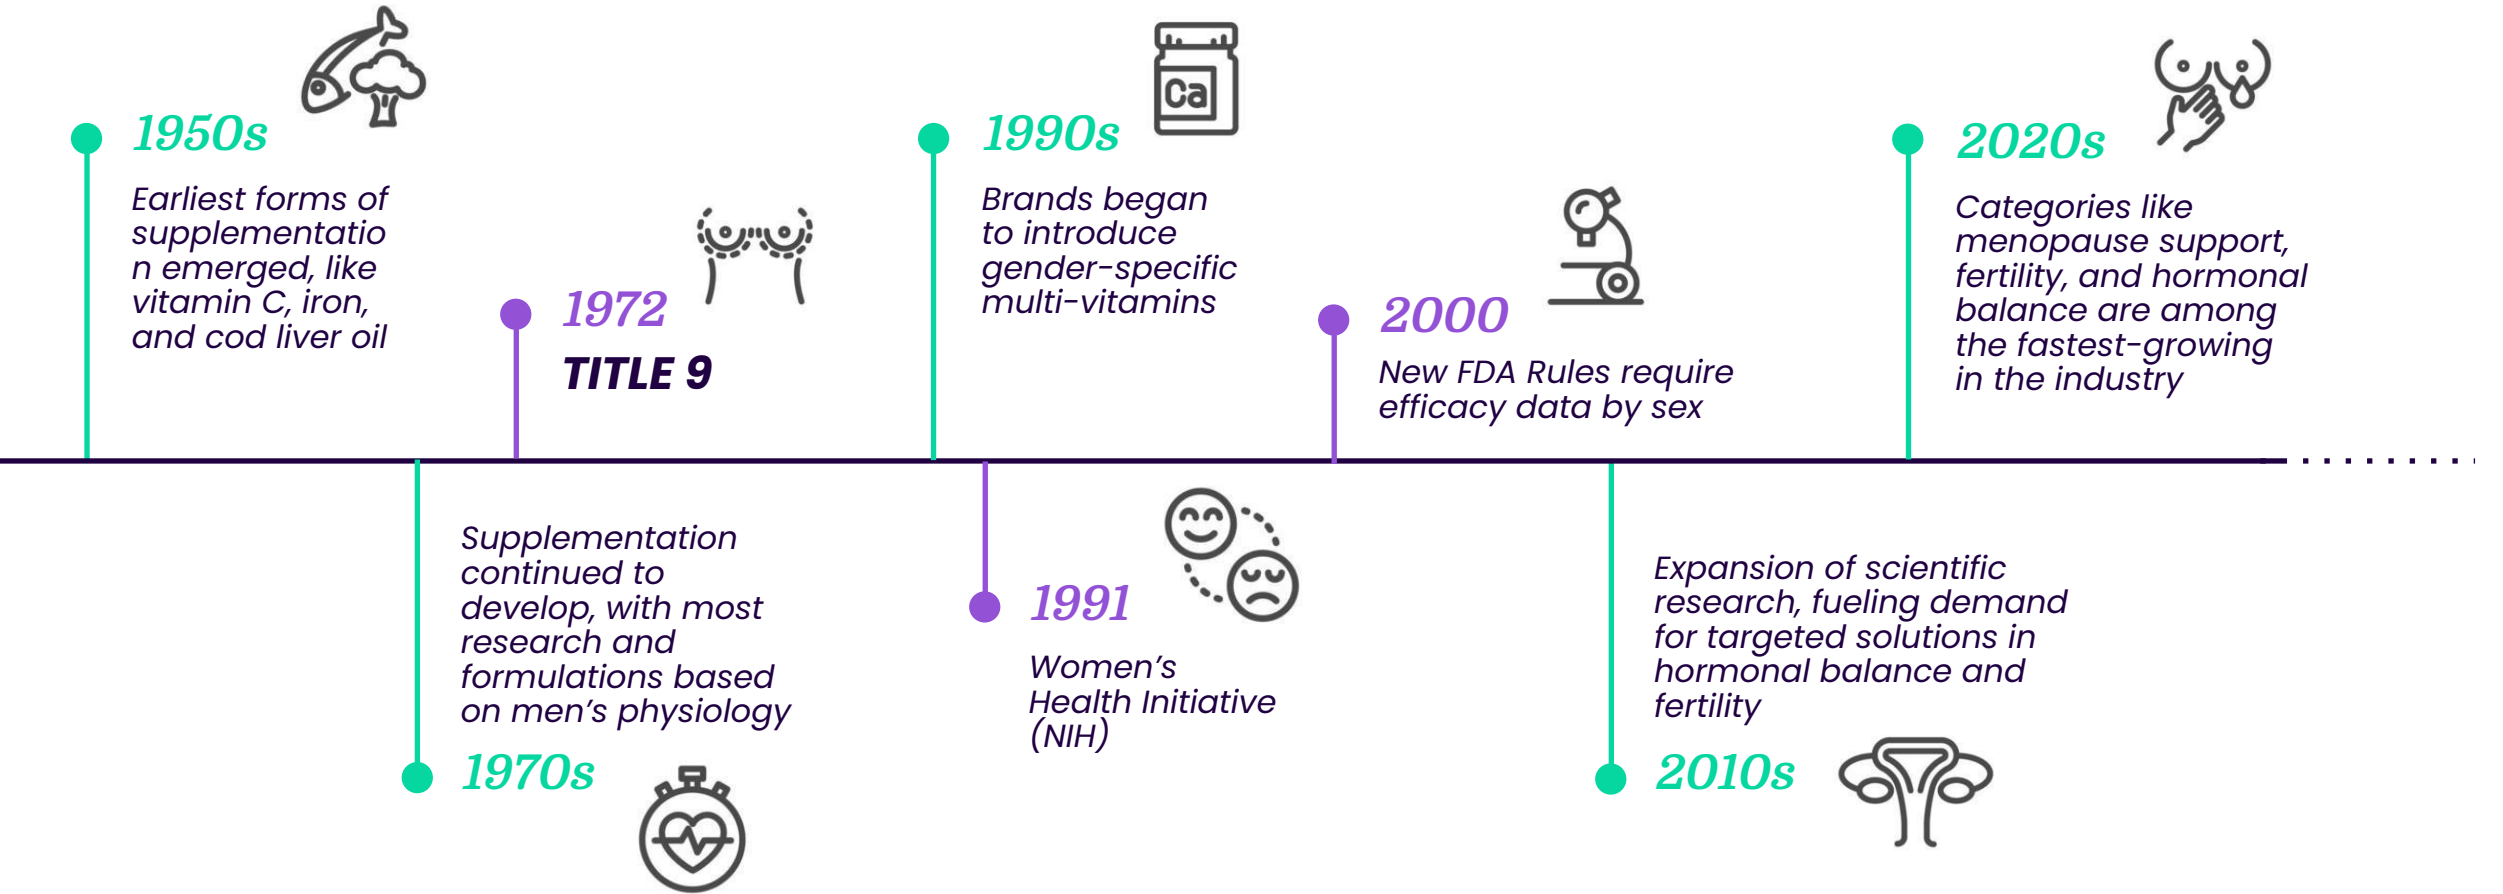 1950s
Earliest forms of
supplementatio
n emerged, like
vitamin C, iron,
and cod liver oil
Supplementation
continued to
develop, with most
research and
formulations based
on men's physiology
1970s
1972
TITLE 9
1990s
Ca
Brands began
to introduce
gender-specific
multi-vitamins
1991
Women's
Health Initiative
(NIH)
2000
New FDA Rules require
efficacy data by sex
Expansion of scientific
research, fueling demand
for targeted solutions in
hormonal balance and
fertility
2010s
2020s
Categories like
menopause support,
fertility, and hormonal
balance are among
the fastest-growing
in the industry